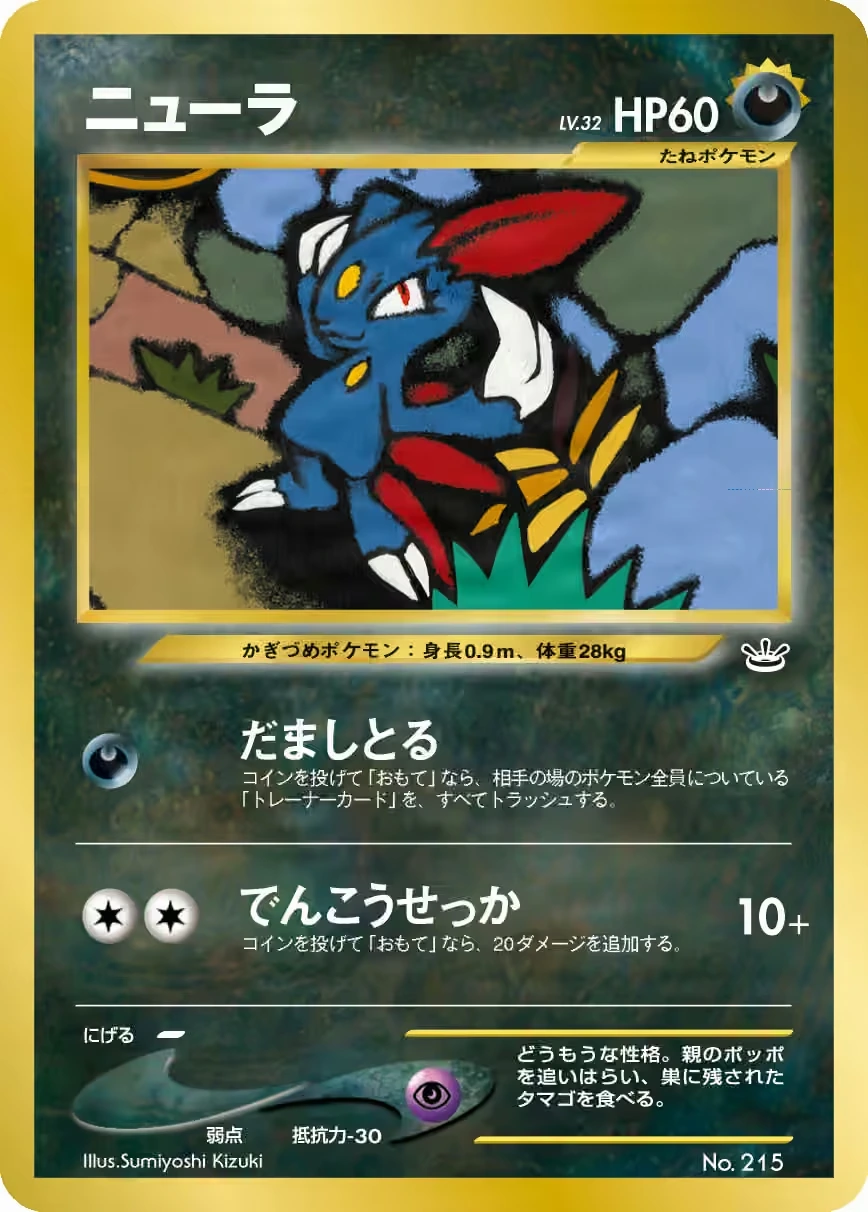 ニューラ
LV.32 HP60
たねポケモン
かぎづめポケモン：身長0.9m、体重28kg
だましとる
コインを投げて「おもて」なら、相手の場のポケモン全員についている
「トレーナーカード」を、すべてトラッシュする。
でんこうせっか
10+
コインを投げて「おもて」なら、20ダメージを追加する。
にげる
弱点
抵抗力-30
どうもうな性格。親のポッポ
を追いはらい、巣に残された
タマゴを食べる。
Illus.Sumiyoshi Kizuki
No. 215